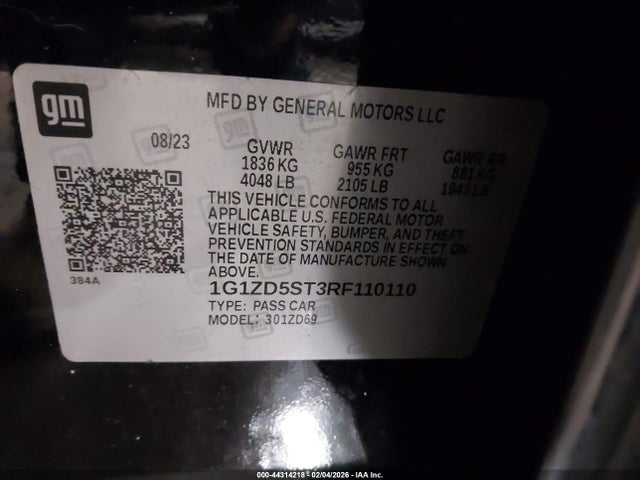 gm
MFD BY GENERAL MOTORS LLC
08/23
GVWR GAWR FRT GAWR RR
1836 KG 955 KG 881 KG
4048 LB 2105 LB 1943 LB
THIS VEHICLE CONFORMS TO ALL
APPLICABLE U.S. FEDERAL MOTOR
VEHICLE SAFETY, BUMPER, AND THEFT
PREVENTION STANDARDS IN EFFECT ON
THE DATE OF MANUFACTURE SHOWN
ABOVE.
384A
1G1ZD5ST3RF110110
TYPE: PASS CAR
MODEL: 301ZD69
On --- 44314218 --- 02/04/2026 --- IAA Inc.